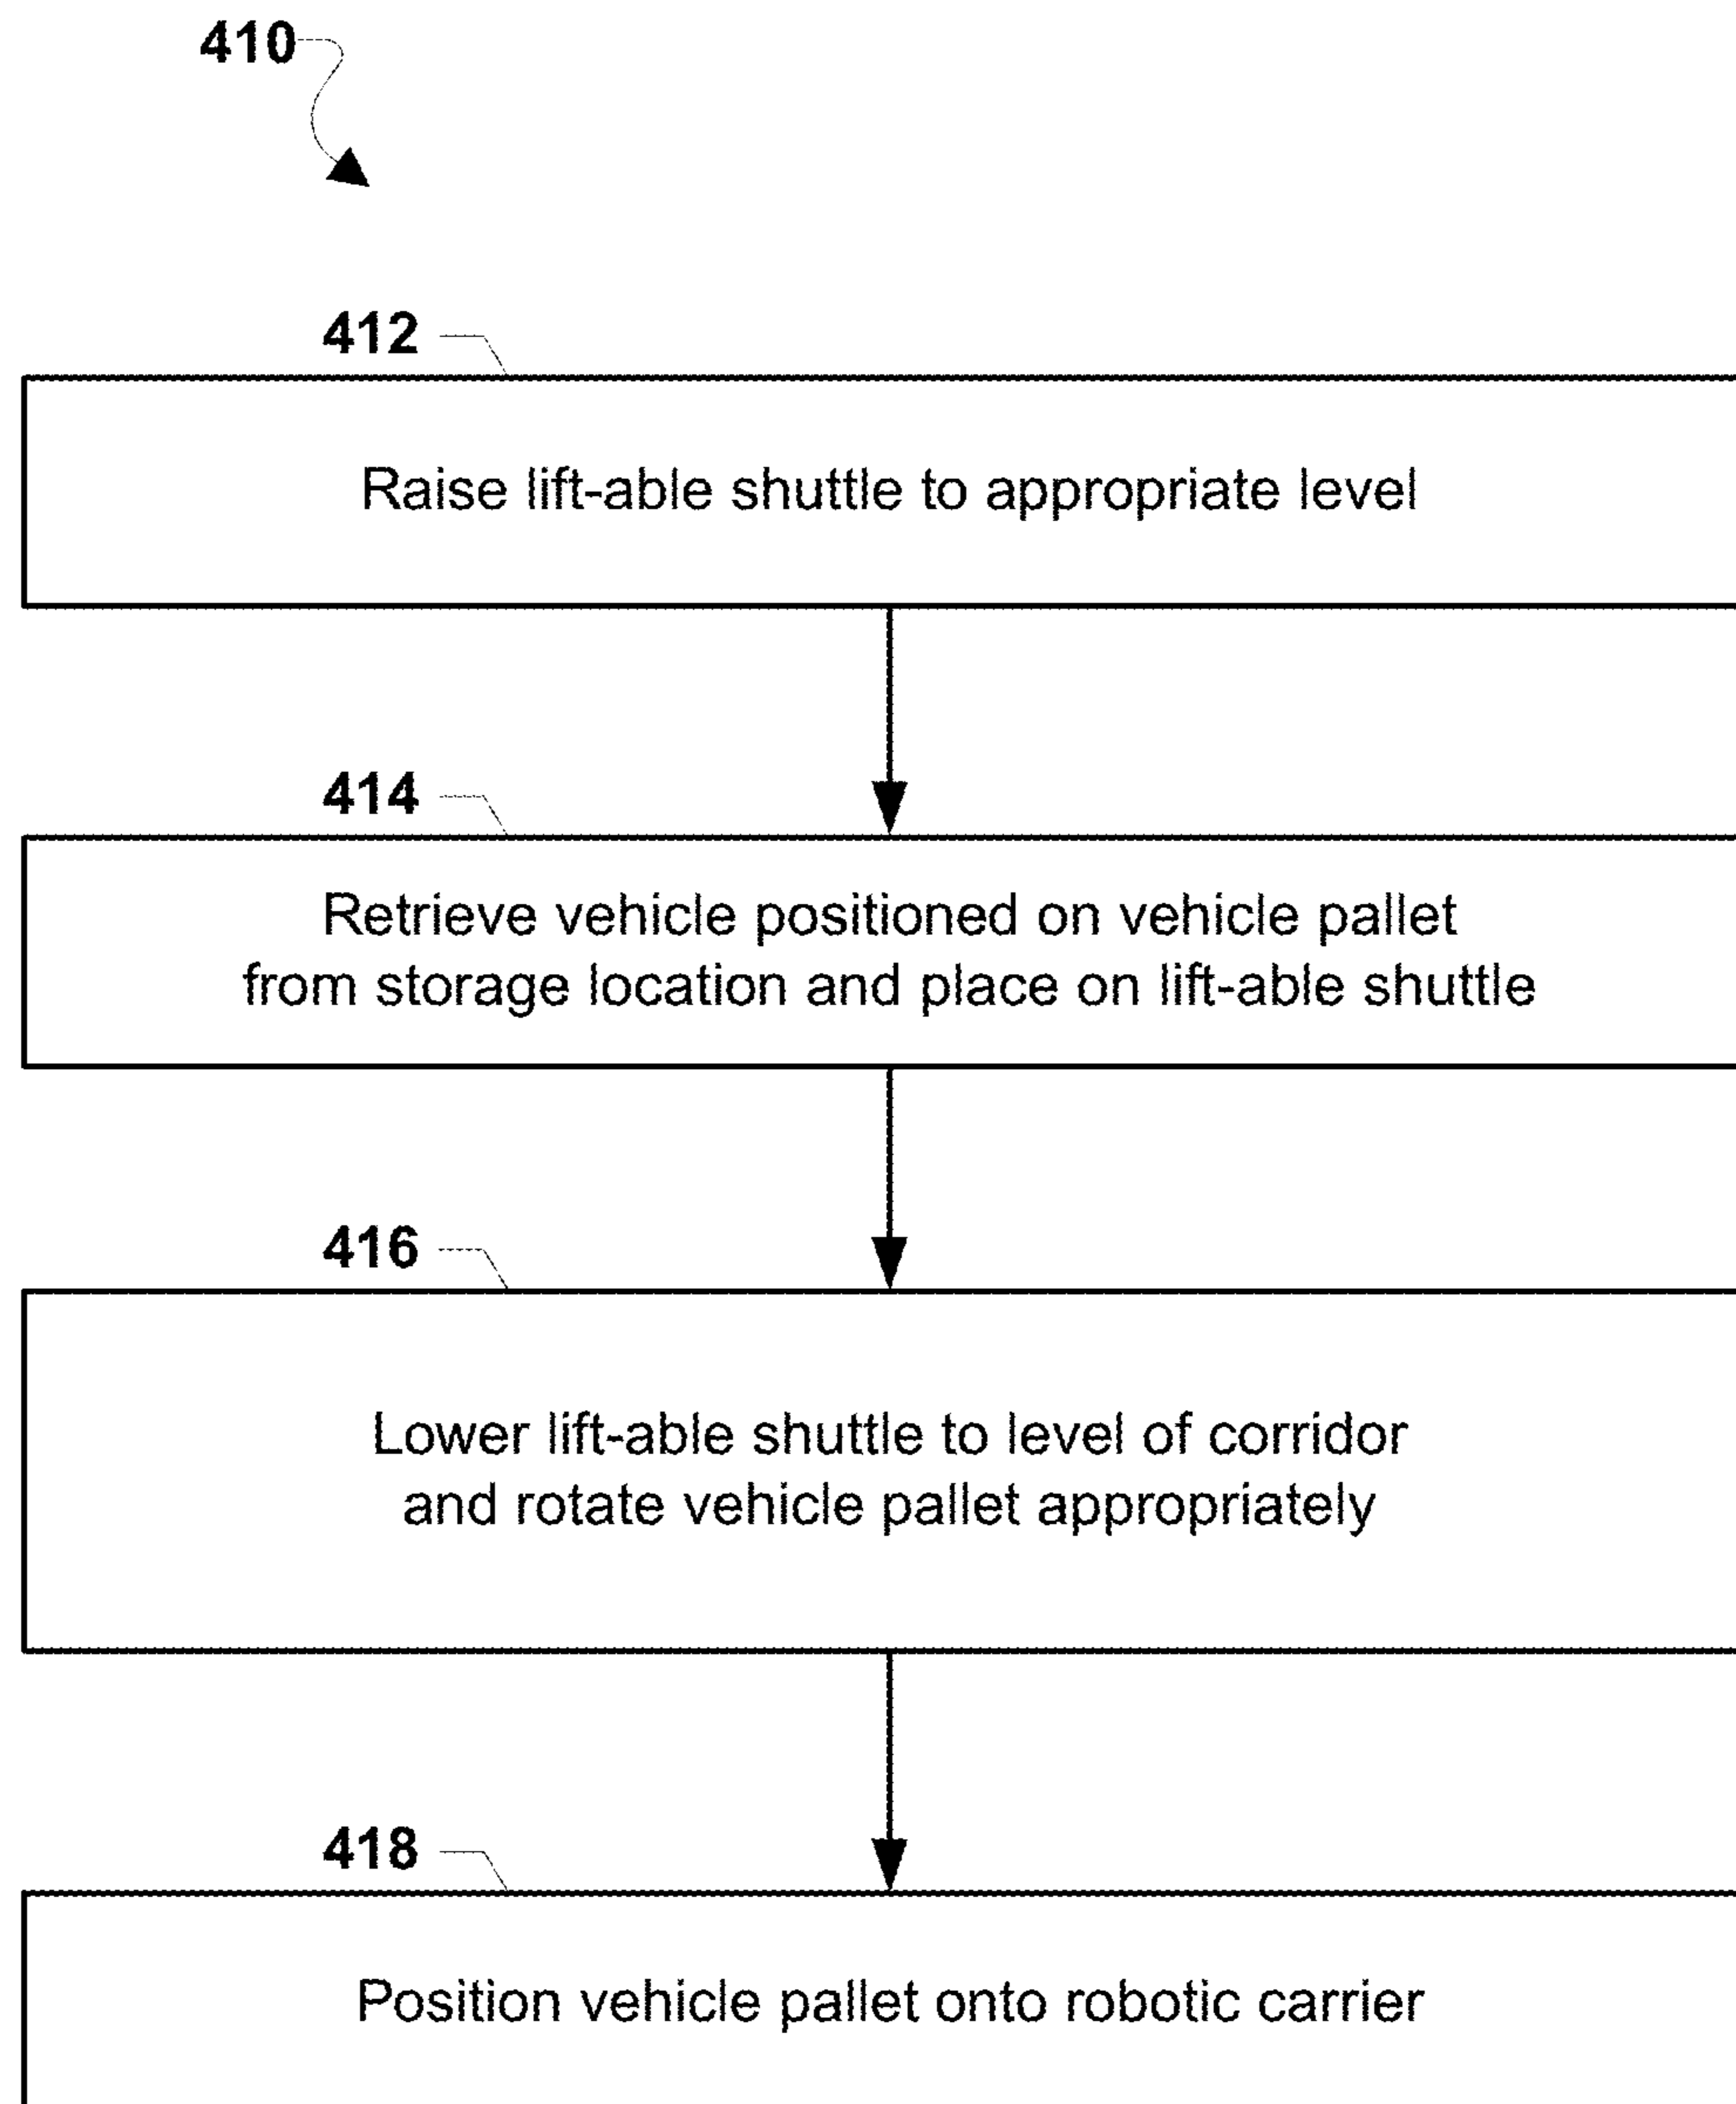 410
412
Raise lift-able shuttle to appropriate level
414
Retrieve vehicle positioned on vehicle pallet
from storage location and place on lift-able shuttle
416
Lower lift-able shuttle to level of corridor
and rotate vehicle pallet appropriately
418
Position vehicle pallet onto robotic carrier